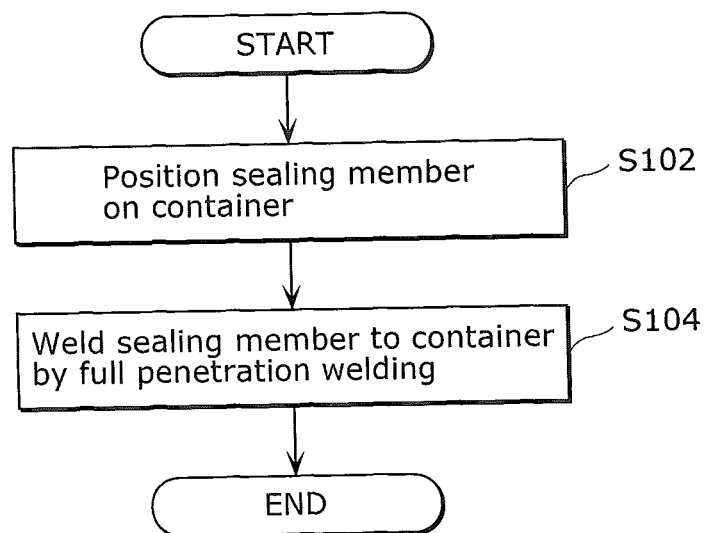 START
Position sealing member
on container
S102
Weld sealing member to container
by full penetration welding
S104
END